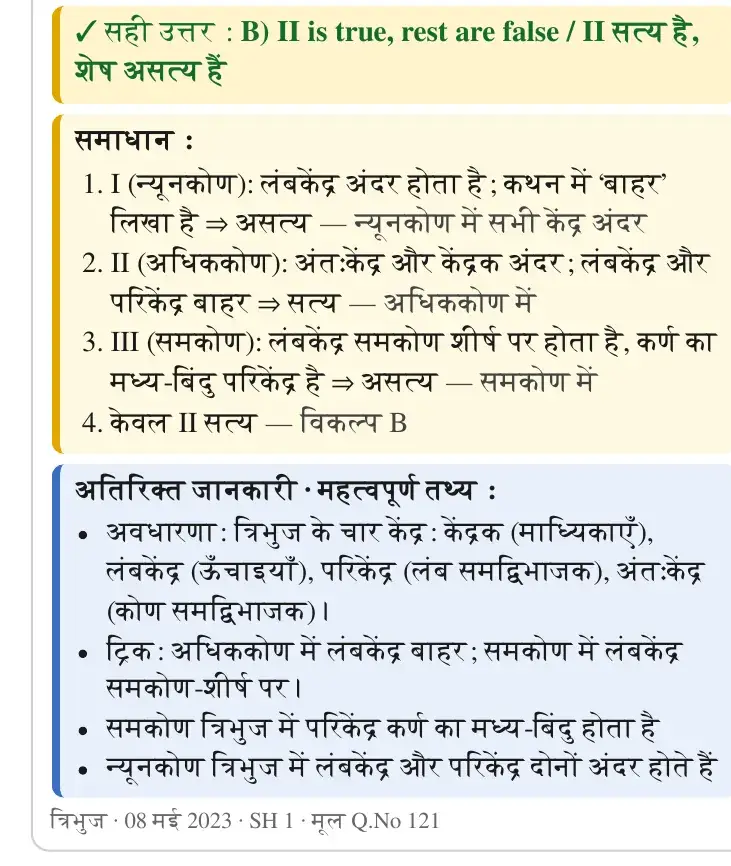 ✓ सही उत्तर : B) II is true, rest are false / II सत्य है,
शेष असत्य हैं
समाधान :
1. I (न्यूनकोण): लंबकेंद्र अंदर होता है ; कथन में ‘बाहर’
लिखा है ⇒ असत्य — न्यूनकोण में सभी केंद्र अंदर
2. II (अधिककोण): अंतःकेंद्र और केंद्रक अंदर ; लंबकेंद्र और
परिकेंद्र बाहर ⇒ सत्य — अधिककोण में
3. III (समकोण): लंबकेंद्र समकोण शीर्ष पर होता है, कर्ण का
मध्य-बिंदु परिकेंद्र है ⇒ असत्य — समकोण में
4. केवल II सत्य — विकल्प B
अतिरिक्त जानकारी · महत्वपूर्ण तथ्य :
• अवधारणा : त्रिभुज के चार केंद्र : केंद्रक (माध्यिकाएँ),
लंबकेंद्र (ऊँचाइयाँ), परिकेंद्र (लंब समद्विभाजक), अंतःकेंद्र
(कोण समद्विभाजक) ।
• ट्रिक : अधिककोण में लंबकेंद्र बाहर ; समकोण में लंबकेंद्र
समकोण-शीर्ष पर ।
• समकोण त्रिभुज में परिकेंद्र कर्ण का मध्य-बिंदु होता है
• न्यूनकोण त्रिभुज में लंबकेंद्र और परिकेंद्र दोनों अंदर होते हैं
त्रिभुज · 08 मई 2023 · SH 1 · मूल Q.No 121